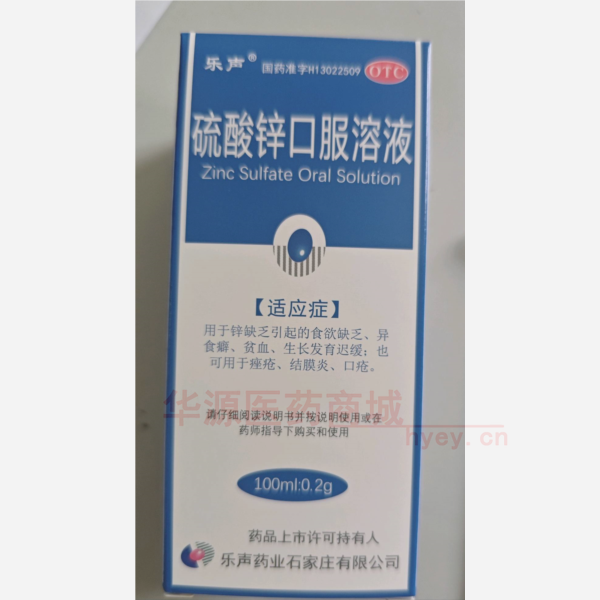 乐声® 国药准字H13022509 OTC
硫酸锌口服溶液
Zinc Sulfate Oral Solution
【适应症】
用于锌缺乏引起的食欲缺乏、异
食癖、贫血、生长发育迟缓；也
可用于痤疮、结膜炎、口疮。
华源医药商城
hyey.cn
请仔细阅读说明书并按说明使用或在
药师指导下购买和使用
100ml:0.2g
药品上市许可持有人
乐声药业石家庄有限公司